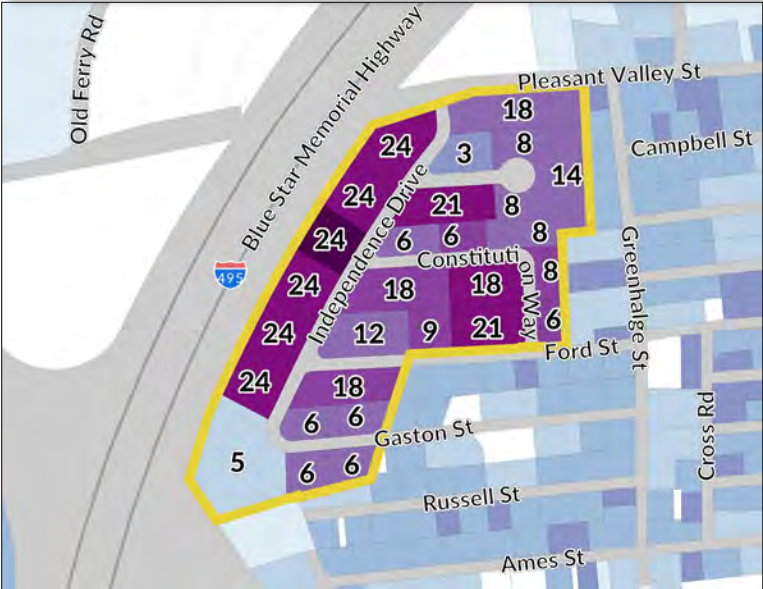 Old Ferry Rd
Blue Star Memorial Highway
Pleasant Valley St
18
24
8
3
Campbell St
14
24
21
8
Independence Drive
24
6
6
8
Constitution Way
495
8
24
18
18
Greenhalge St
24
12
9
21
6
Ford St
24
18
6
6
Gaston St
Cross Rd
5
6
6
Russell St
Ames St